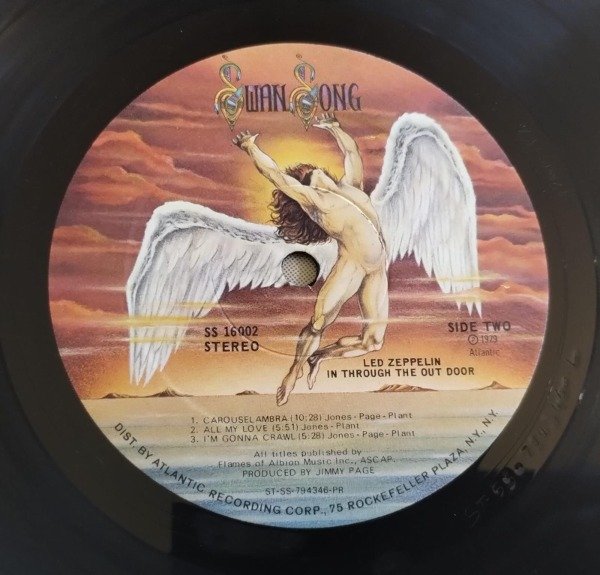 SWAN SONG
SS 16002
STEREO
SIDE TWO
℗ 1979
Atlantic
LED ZEPPELIN
IN THROUGH THE OUT DOOR
1. CAROUSELAMBRA (10:28) Jones - Page - Plant
2. ALL MY LOVE (5:51) Jones - Plant
3. I'M GONNA CRAWL (5:28) Jones - Page - Plant
All titles published by
Flames of Albion Music Inc., ASCAP.
PRODUCED BY JIMMY PAGE
ST-SS-794346-PR
DIST. BY ATLANTIC RECORDING CORP., 75 ROCKEFELLER PLAZA, N.Y. N.Y.